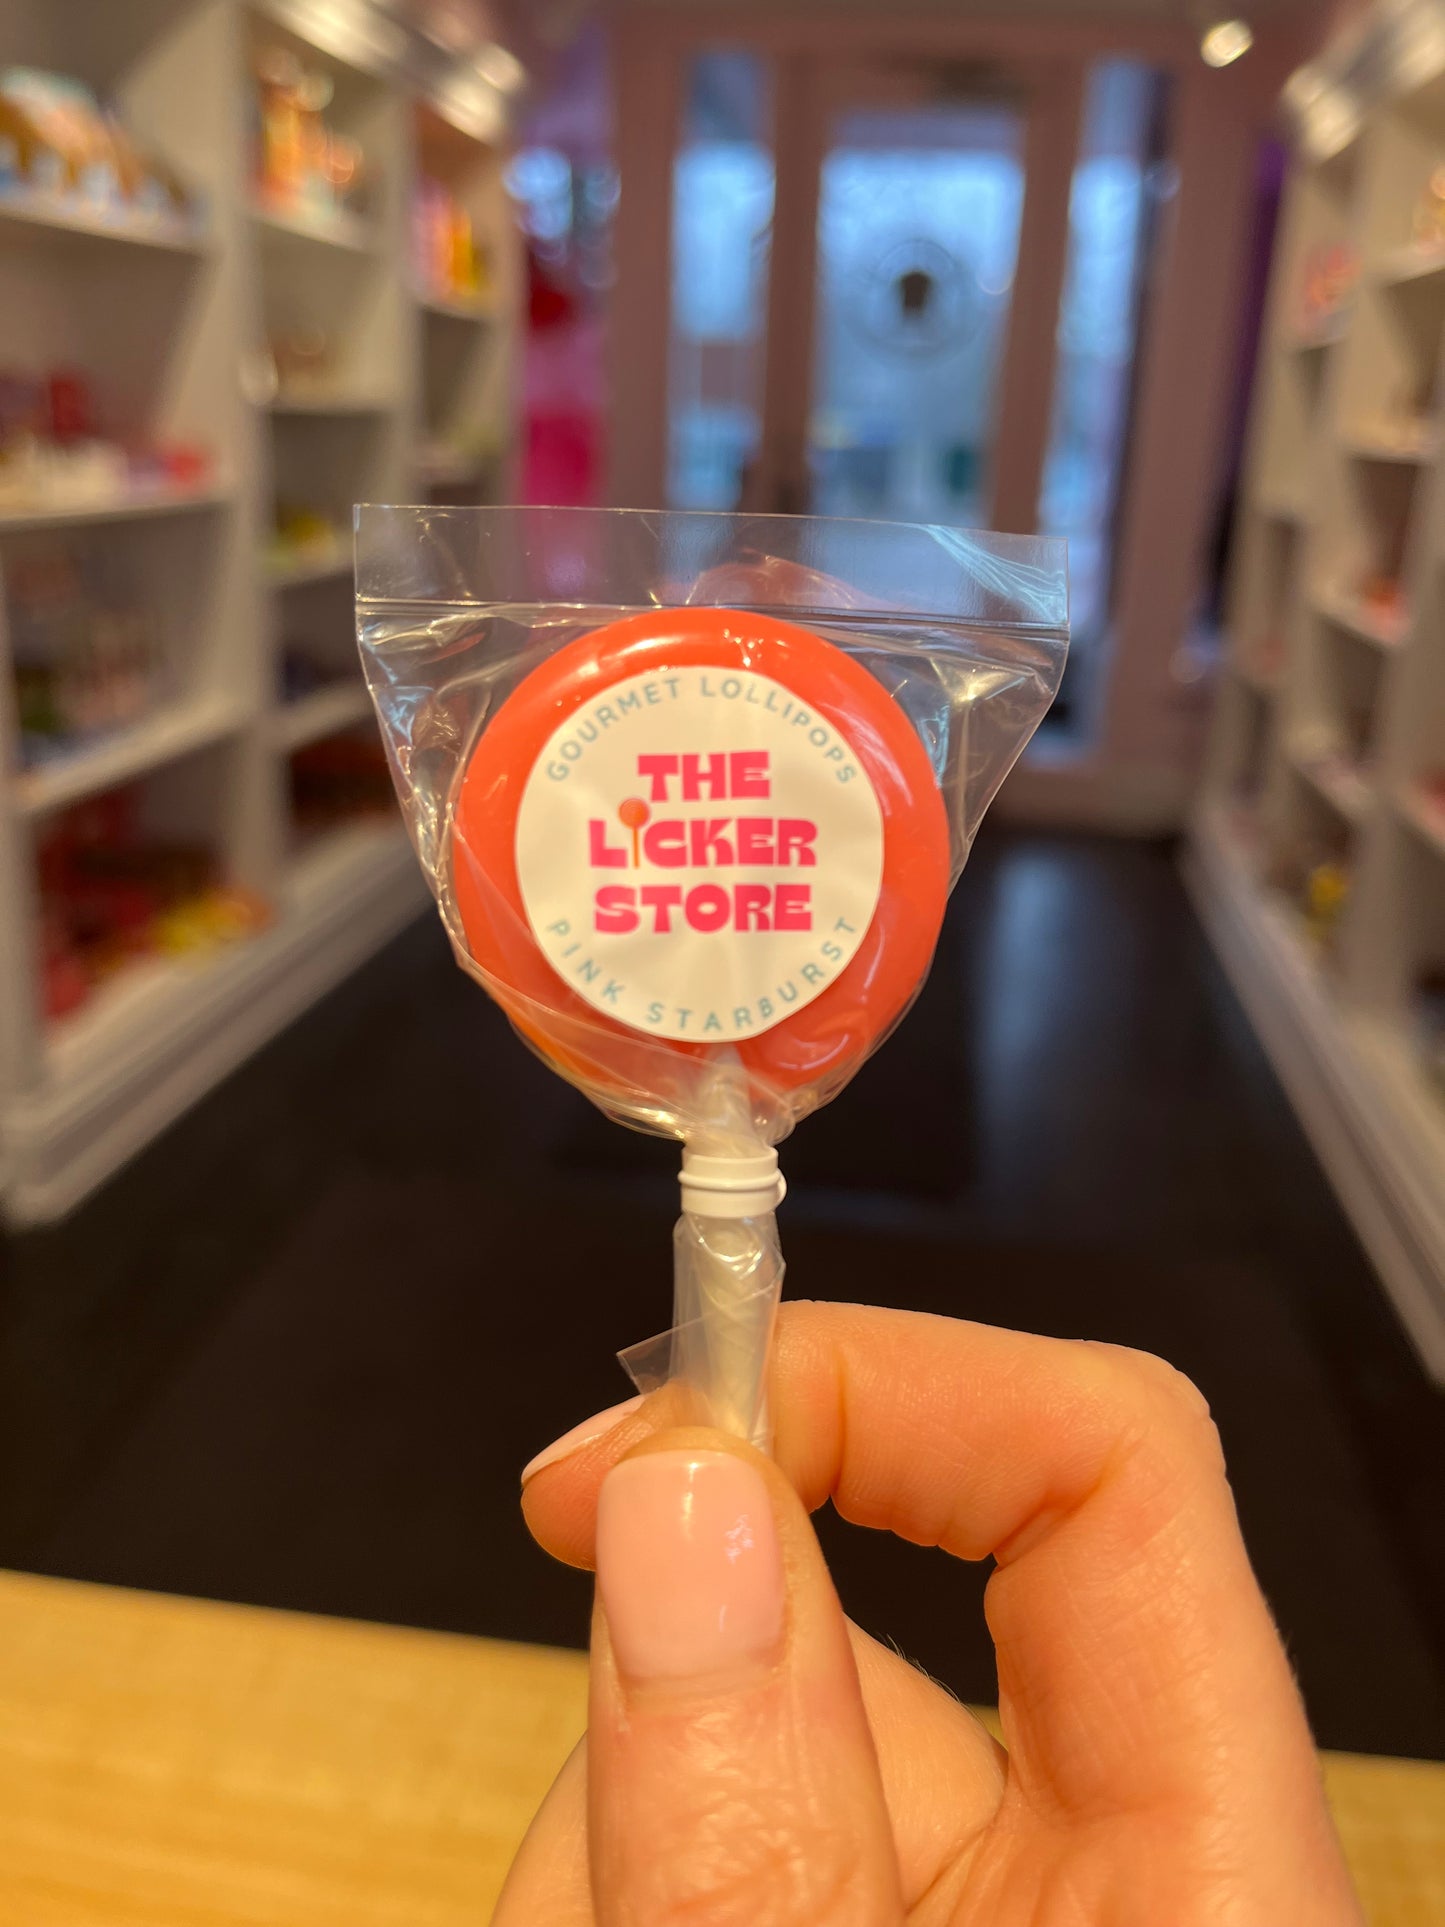 GOURMET LOLLIPOPS
THE
LICKER
STORE
PINK STARBURST